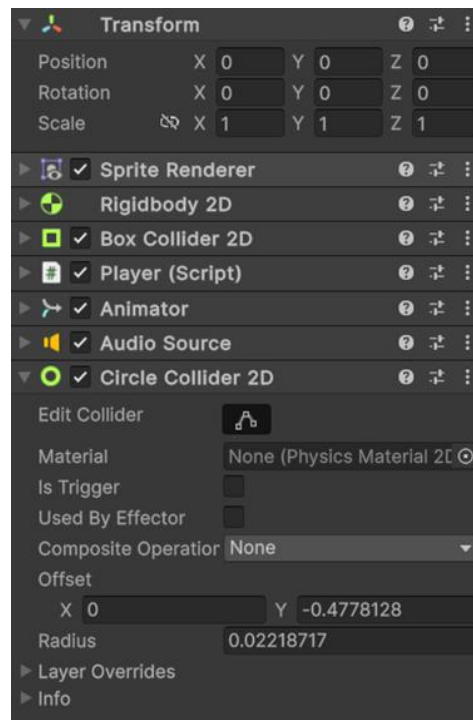 Transform
Position X 0 Y 0 Z 0
Rotation X 0 Y 0 Z 0
Scale X 1 Y 1 Z 1
Sprite Renderer
Rigidbody 2D
Box Collider 2D
# Player (Script)
Animator
Audio Source
Circle Collider 2D
Edit Collider
Material None (Physics Material 2D
Is Trigger
Used By Effector
Composite Operation None
Offset
X 0 Y -0.4778128
Radius 0.02218717
Layer Overrides
Info